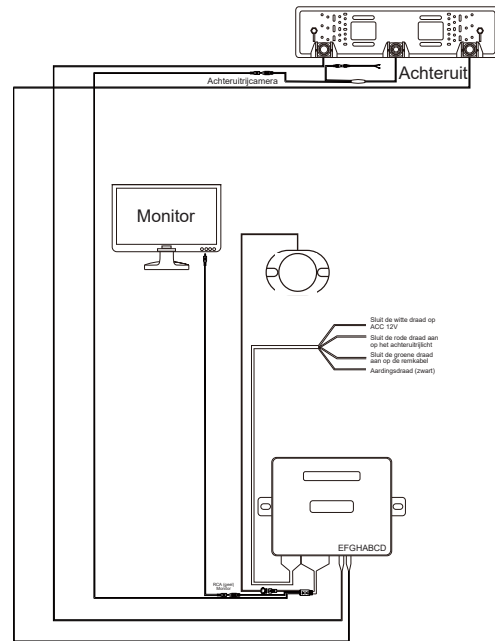 Achteruit
Achteruitrijcamera
Monitor
Sluit de witte draad op
ACC 12V
Sluit de rode draad aan
op het achteruitrijlicht
Sluit de groene draad
aan op de remkabel
Aardingsdraad (zwart)
EFGHABCD
RCA (geel)
Monitor